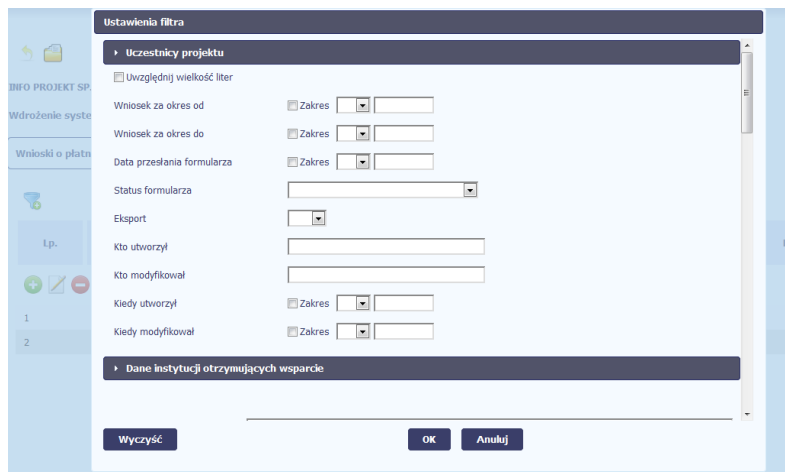 Ustawienia filtra
Uczestnicy projektu
Uwzględnij wielkość liter
INFO PROJEKT SP.
Wniosek za okres od Zakres
Wdrożenie syste
Wniosek za okres do Zakres
Wnioski o płatn
Data przesłania formularza Zakres
Status formularza
Eksport
Lp.
Kto utworzył
Kto modyfikował
Kiedy utworzył Zakres
1
Kiedy modyfikował Zakres
2
Dane instytucji otrzymujących wsparcie
Wyczyść OK Anuluj